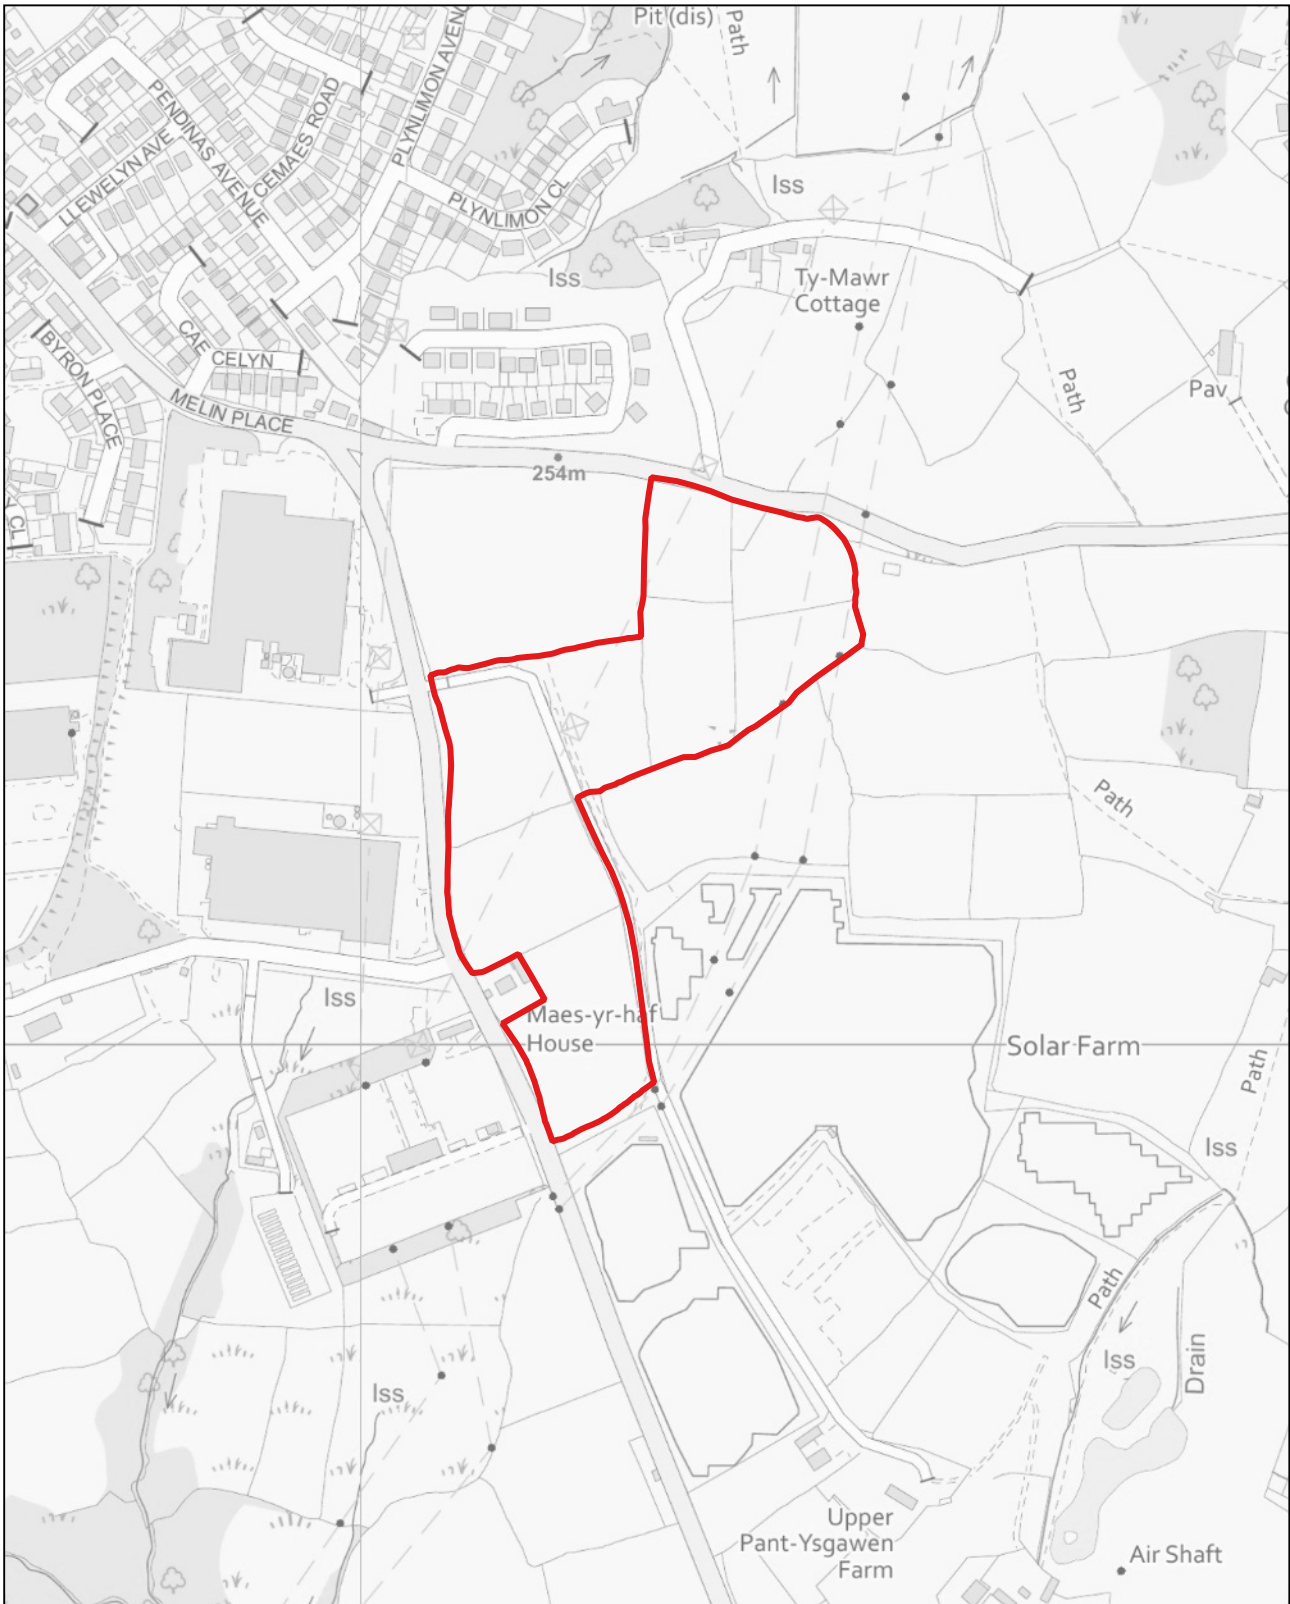 Pit (dis)
Path
PLYNLIMON AVENU
PENDINAS AVENUE
CEMAES ROAD
LLEWELYN AVE
PLYNLIMON CL
Iss
Iss
Ty-Mawr
Cottage
CAE
CELYN
BYRON PLACE
MELIN PLACE
Path
Pav
254m
Y CL
Path
Iss
Maes-yr-haf
House
Solar Farm
Path
Iss
Path
Iss
Drain
Iss
Upper
Pant-Ysgawen
Farm
Air Shaft